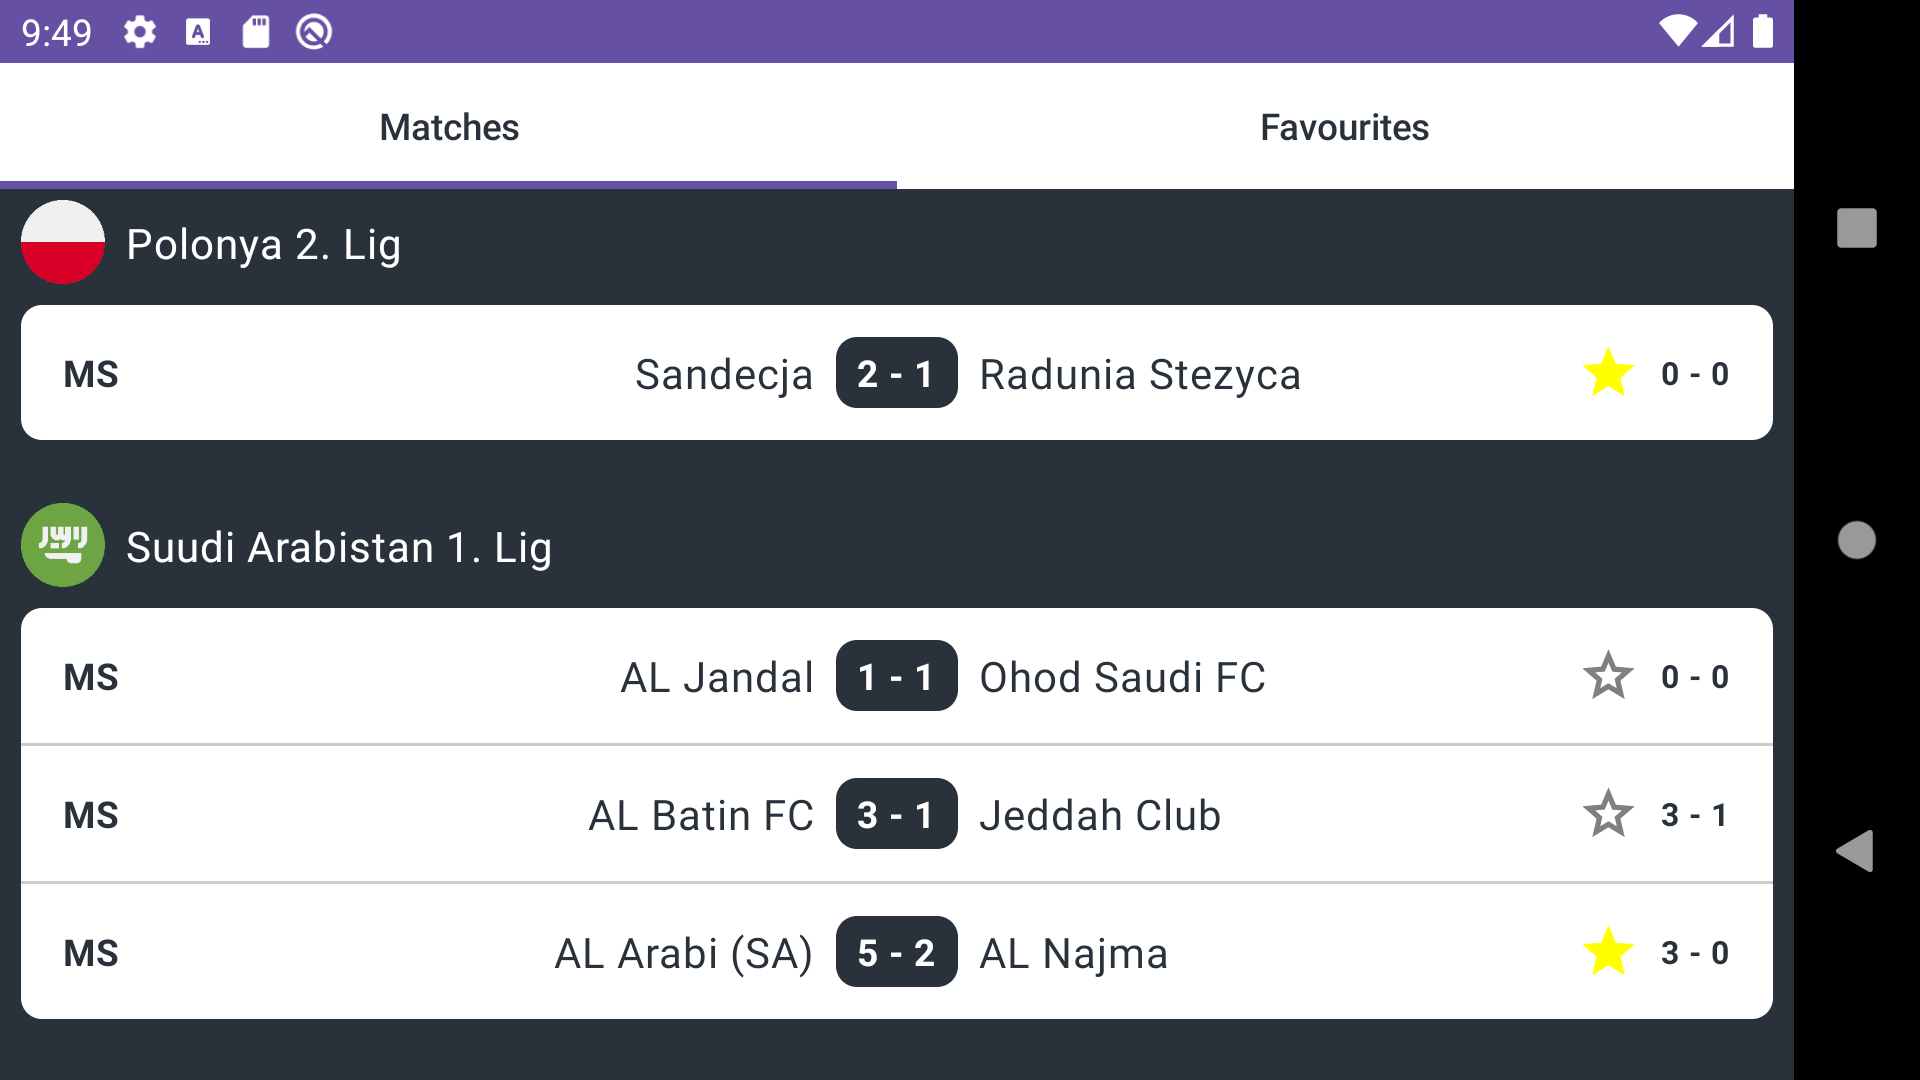 9:49
Matches
Favourites
Polonya 2. Lig
MS Sandecja 2 - 1 Radunia Stezyca 0 - 0
Suudi Arabistan 1. Lig
MS AL Jandal 1 - 1 Ohod Saudi FC 0 - 0
MS AL Batin FC 3 - 1 Jeddah Club 3 - 1
MS AL Arabi (SA) 5 - 2 AL Najma 3 - 0